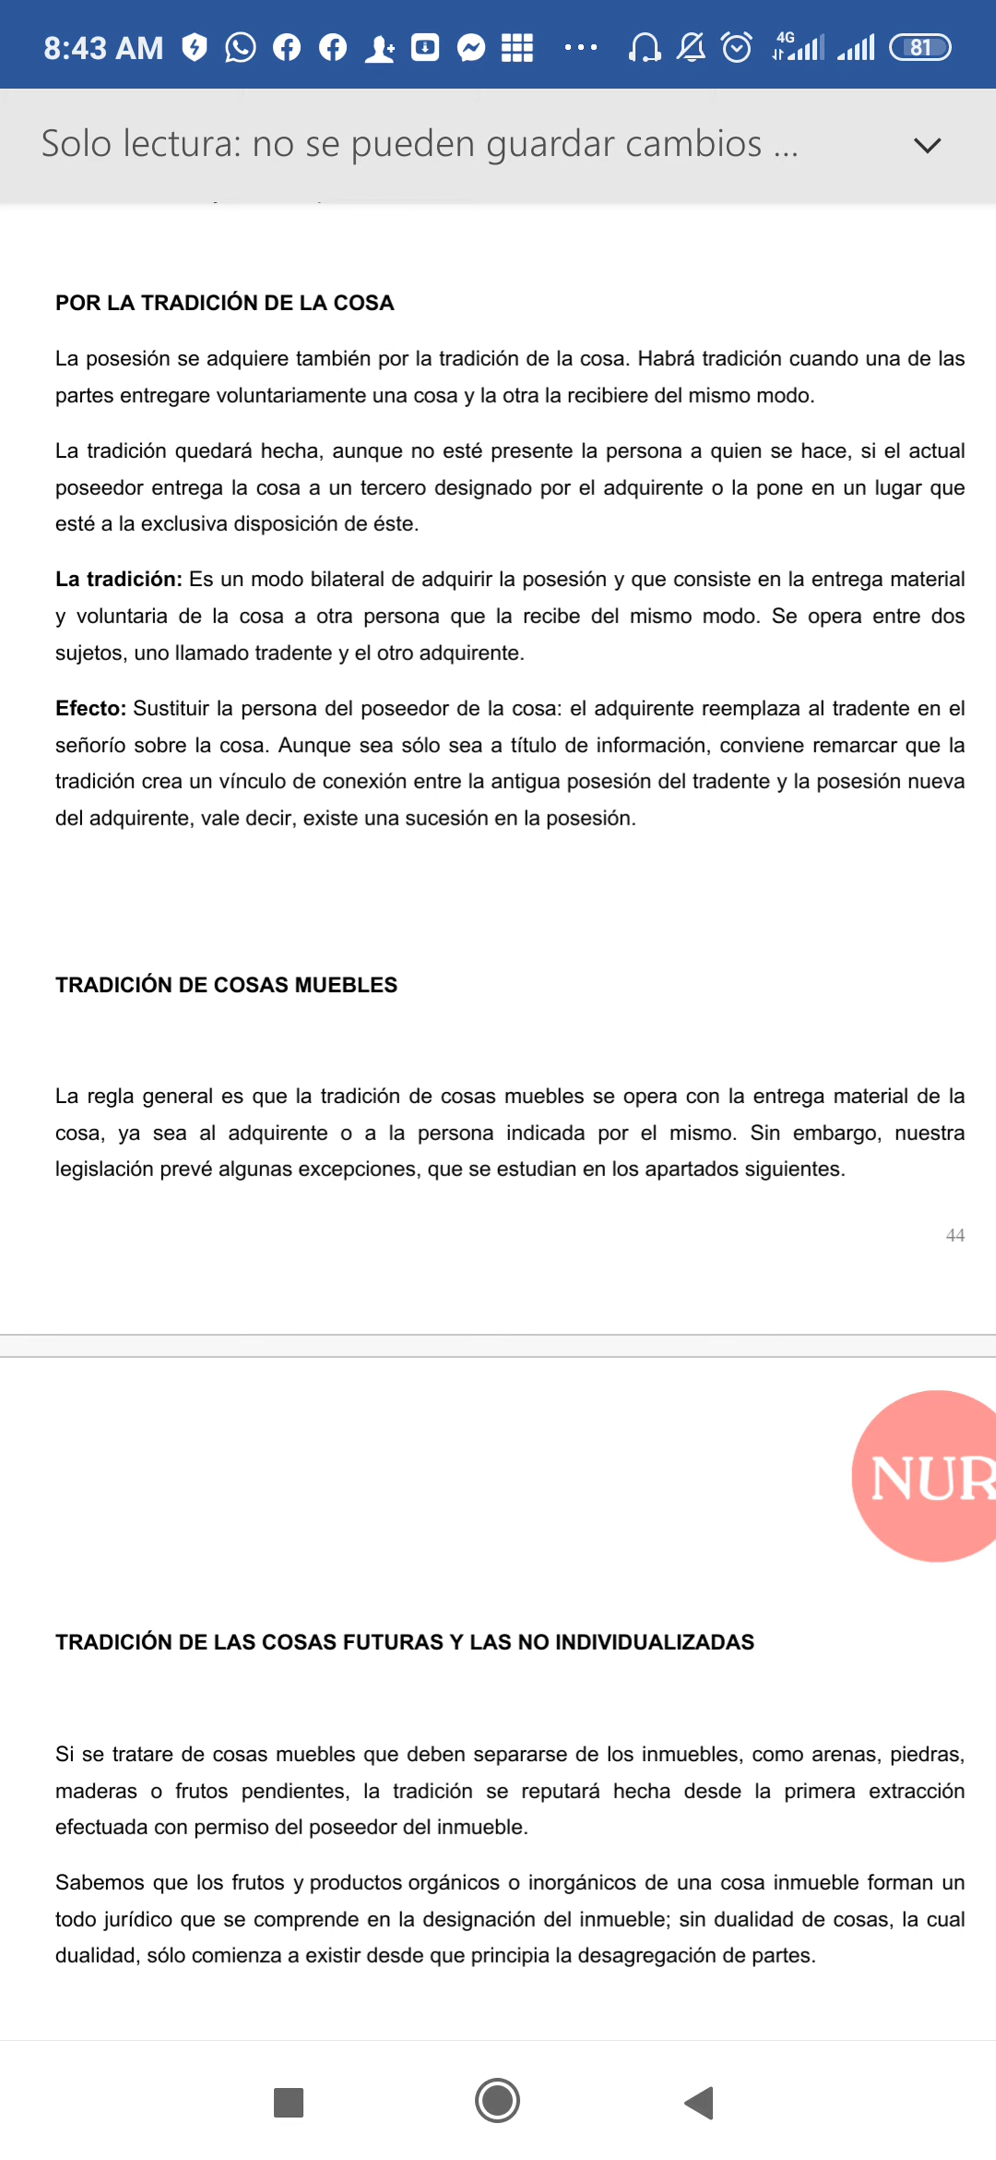 8:43 AM 4G 81
Solo lectura: no se pueden guardar cambios ...
POR LA TRADICIÓN DE LA COSA
La posesión se adquiere también por la tradición de la cosa. Habrá tradición cuando una de las
partes entregare voluntariamente una cosa y la otra la recibiere del mismo modo.
La tradición quedará hecha, aunque no esté presente la persona a quien se hace, si el actual
poseedor entrega la cosa a un tercero designado por el adquirente o la pone en un lugar que
esté a la exclusiva disposición de éste.
La tradición: Es un modo bilateral de adquirir la posesión y que consiste en la entrega material
y voluntaria de la cosa a otra persona que la recibe del mismo modo. Se opera entre dos
sujetos, uno llamado tradente y el otro adquirente.
Efecto: Sustituir la persona del poseedor de la cosa: el adquirente reemplaza al tradente en el
señorío sobre la cosa. Aunque sea sólo sea a título de información, conviene remarcar que la
tradición crea un vínculo de conexión entre la antigua posesión del tradente y la posesión nueva
del adquirente, vale decir, existe una sucesión en la posesión.
TRADICIÓN DE COSAS MUEBLES
La regla general es que la tradición de cosas muebles se opera con la entrega material de la
cosa, ya sea al adquirente o a la persona indicada por el mismo. Sin embargo, nuestra
legislación prevé algunas excepciones, que se estudian en los apartados siguientes.
44
NUR
TRADICIÓN DE LAS COSAS FUTURAS Y LAS NO INDIVIDUALIZADAS
Si se tratare de cosas muebles que deben separarse de los inmuebles, como arenas, piedras,
maderas o frutos pendientes, la tradición se reputará hecha desde la primera extracción
efectuada con permiso del poseedor del inmueble.
Sabemos que los frutos y productos orgánicos o inorgánicos de una cosa inmueble forman un
todo jurídico que se comprende en la designación del inmueble; sin dualidad de cosas, la cual
dualidad, sólo comienza a existir desde que principia la desagregación de partes.